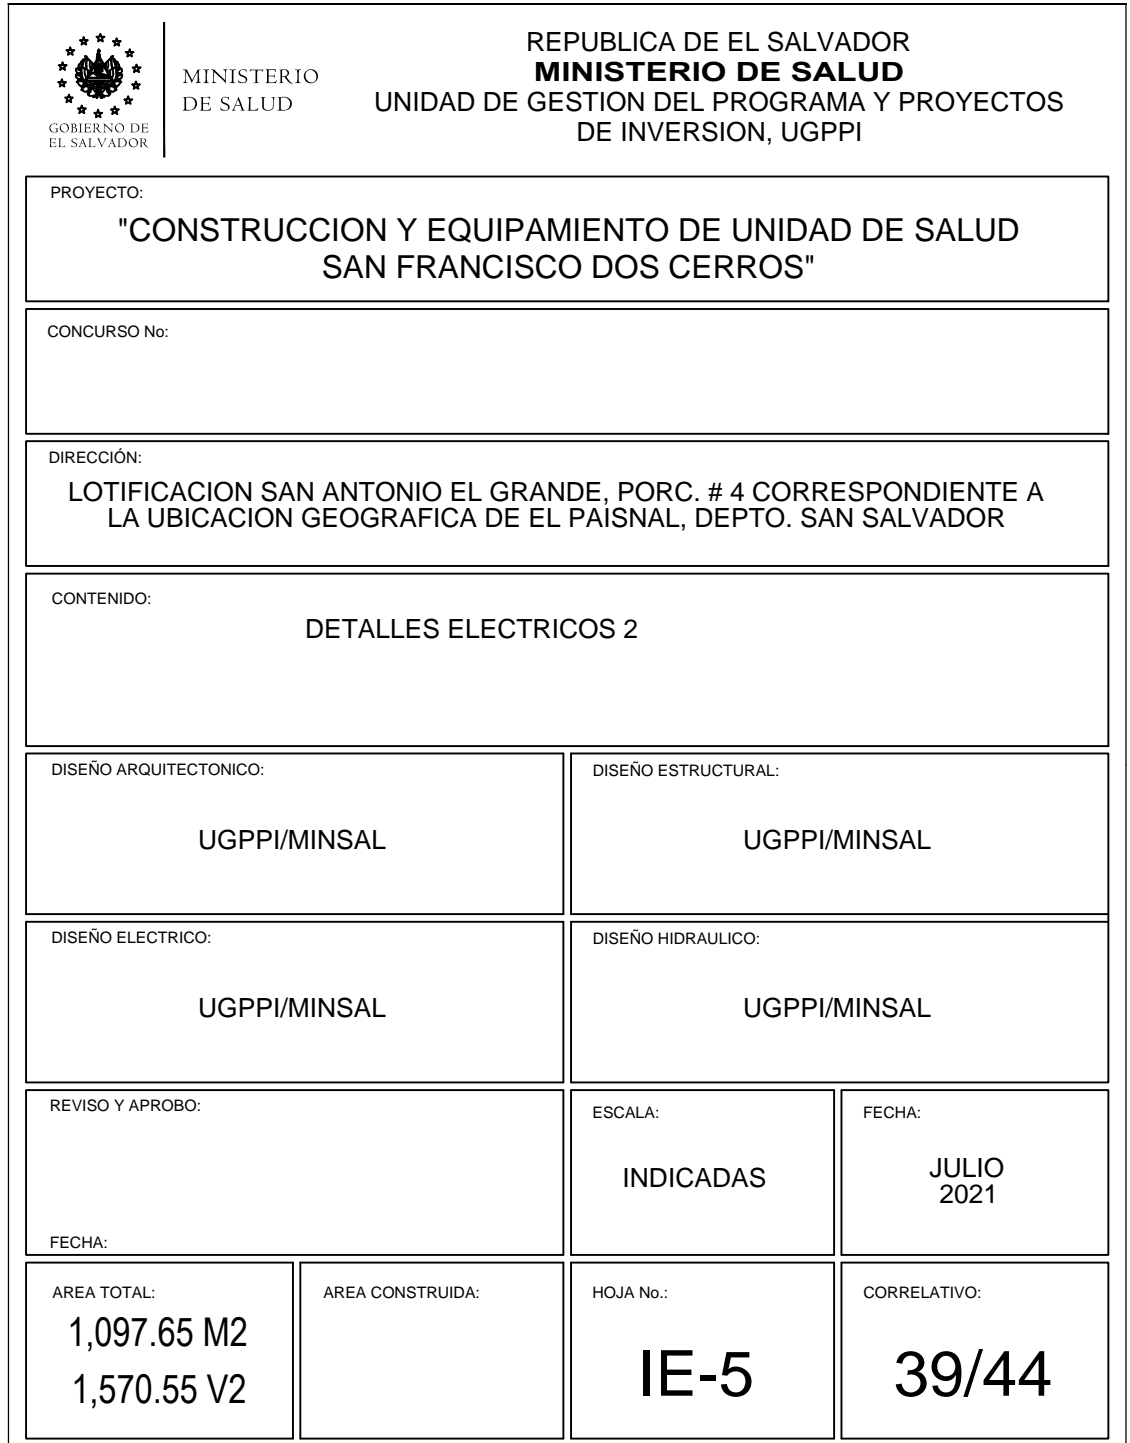 GOBIERNO DE
EL SALVADOR
MINISTERIO
DE SALUD
REPUBLICA DE EL SALVADOR
MINISTERIO DE SALUD
UNIDAD DE GESTION DEL PROGRAMA Y PROYECTOS
DE INVERSION, UGPPI
PROYECTO:
"CONSTRUCCION Y EQUIPAMIENTO DE UNIDAD DE SALUD
SAN FRANCISCO DOS CERROS"
CONCURSO No:
DIRECCIÓN:
LOTIFICACION SAN ANTONIO EL GRANDE, PORC. # 4 CORRESPONDIENTE A
LA UBICACION GEOGRAFICA DE EL PAISNAL, DEPTO. SAN SALVADOR
CONTENIDO:
DETALLES ELECTRICOS 2
DISEÑO ARQUITECTONICO:
UGPPI/MINSAL
DISEÑO ESTRUCTURAL:
UGPPI/MINSAL
DISEÑO ELECTRICO:
UGPPI/MINSAL
DISEÑO HIDRAULICO:
UGPPI/MINSAL
REVISO Y APROBO:
FECHA:
ESCALA:
INDICADAS
FECHA:
JULIO
2021
AREA TOTAL:
1,097.65 M2
1,570.55 V2
AREA CONSTRUIDA:
HOJA No.:
IE-5
CORRELATIVO:
39/44